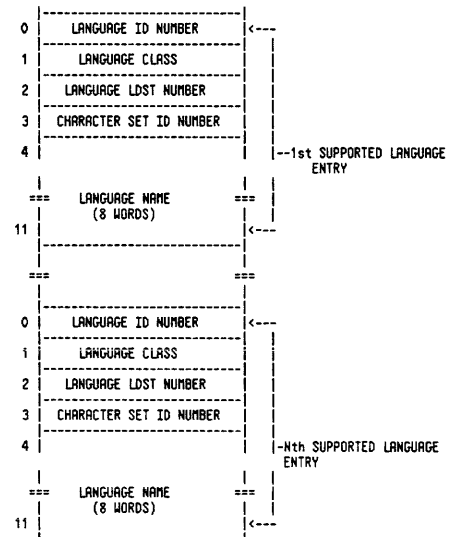 0 LANGUAGE ID NUMBER
1 LANGUAGE CLASS
2 LANGUAGE LDST NUMBER
3 CHARACTER SET ID NUMBER
4 --1st SUPPORTED LANGUAGE
ENTRY
=== LANGUAGE NAME ===
(8 WORDS)
11
=== ===
0 LANGUAGE ID NUMBER
1 LANGUAGE CLASS
2 LANGUAGE LDST NUMBER
3 CHARACTER SET ID NUMBER
4 -Nth SUPPORTED LANGUAGE
ENTRY
=== LANGUAGE NAME ===
(8 WORDS)
11